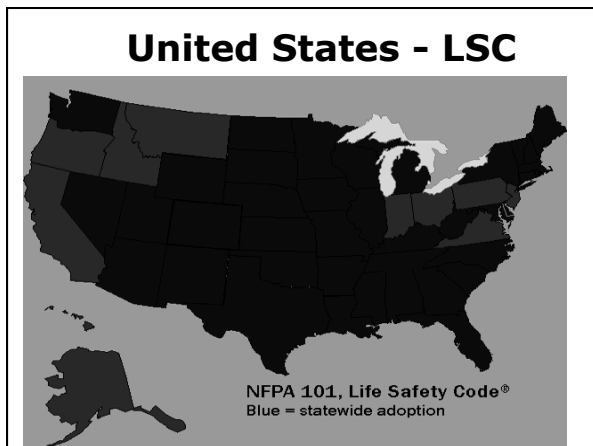 United States - LSC
NFPA 101, Life Safety Code®
Blue = statewide adoption